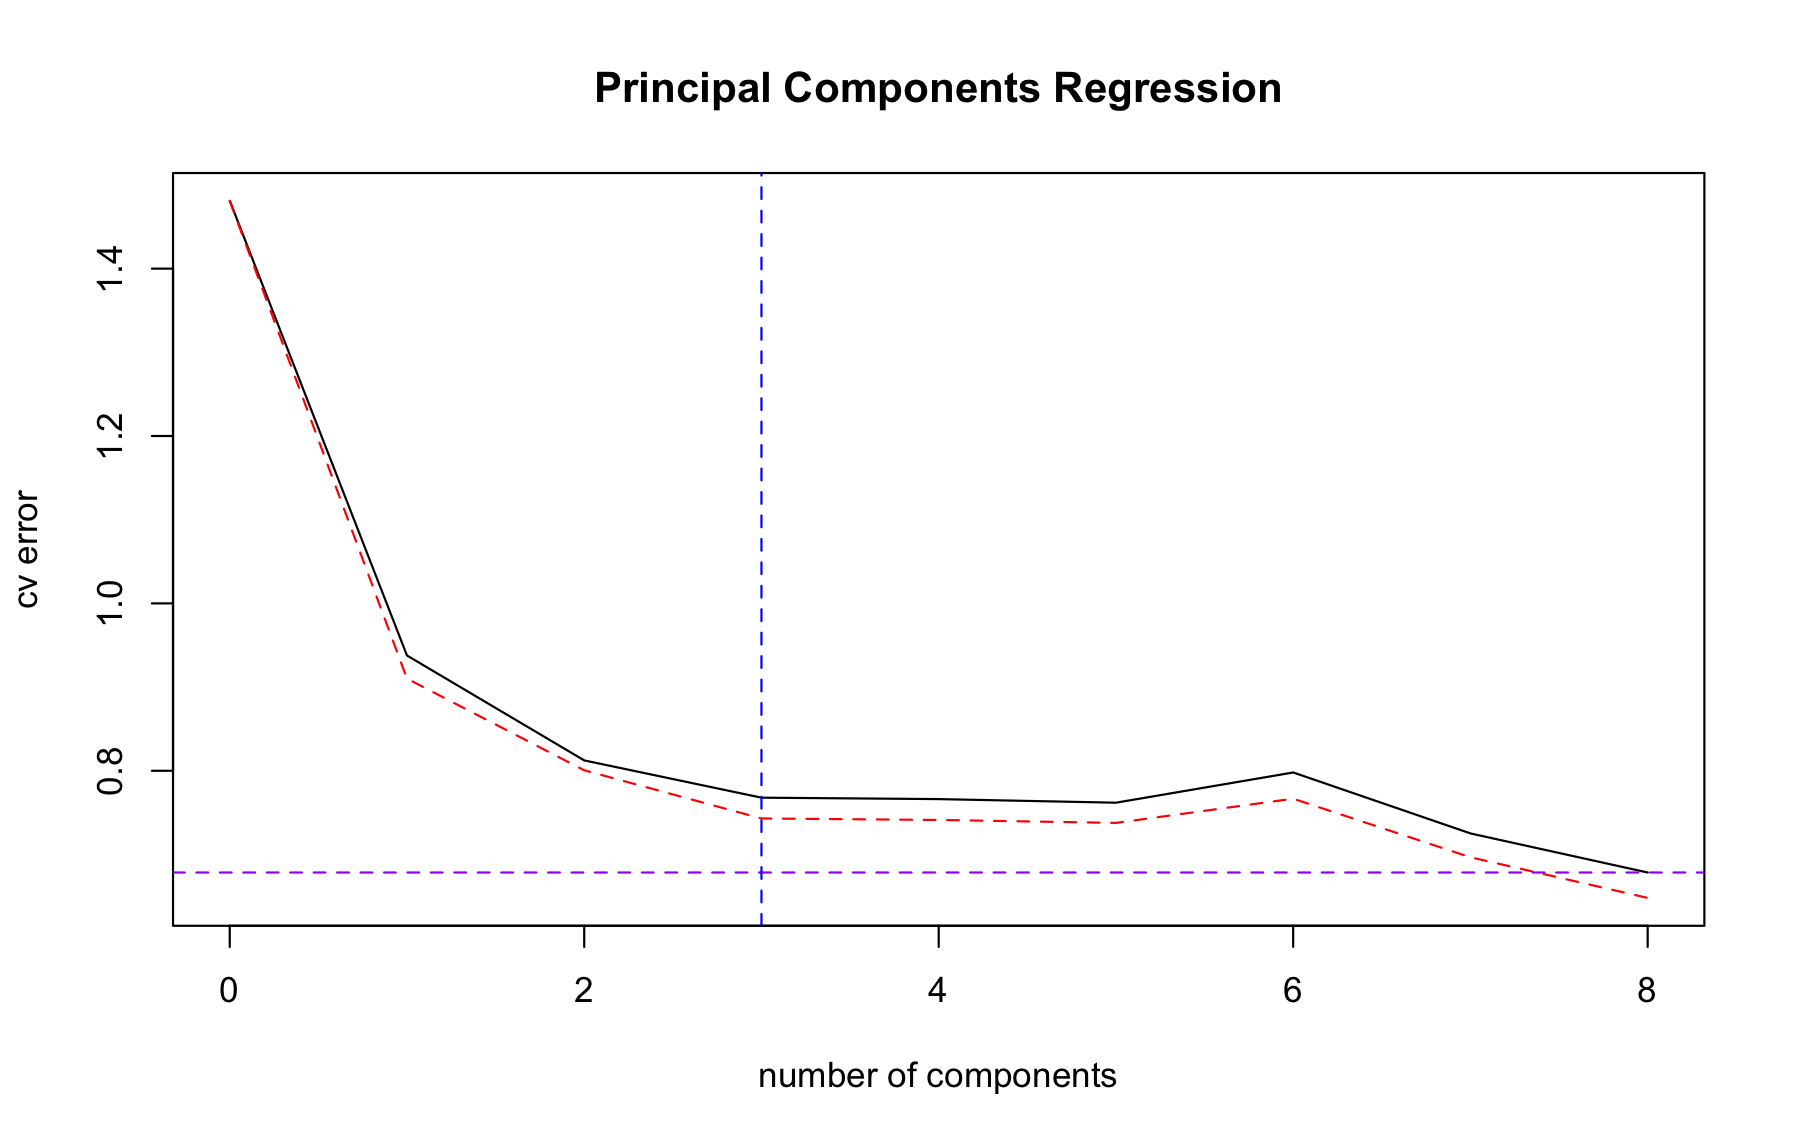 Principal Components Regression
cv error
1.4
1.2
1.0
0.8
0 2 4 6 8
number of components